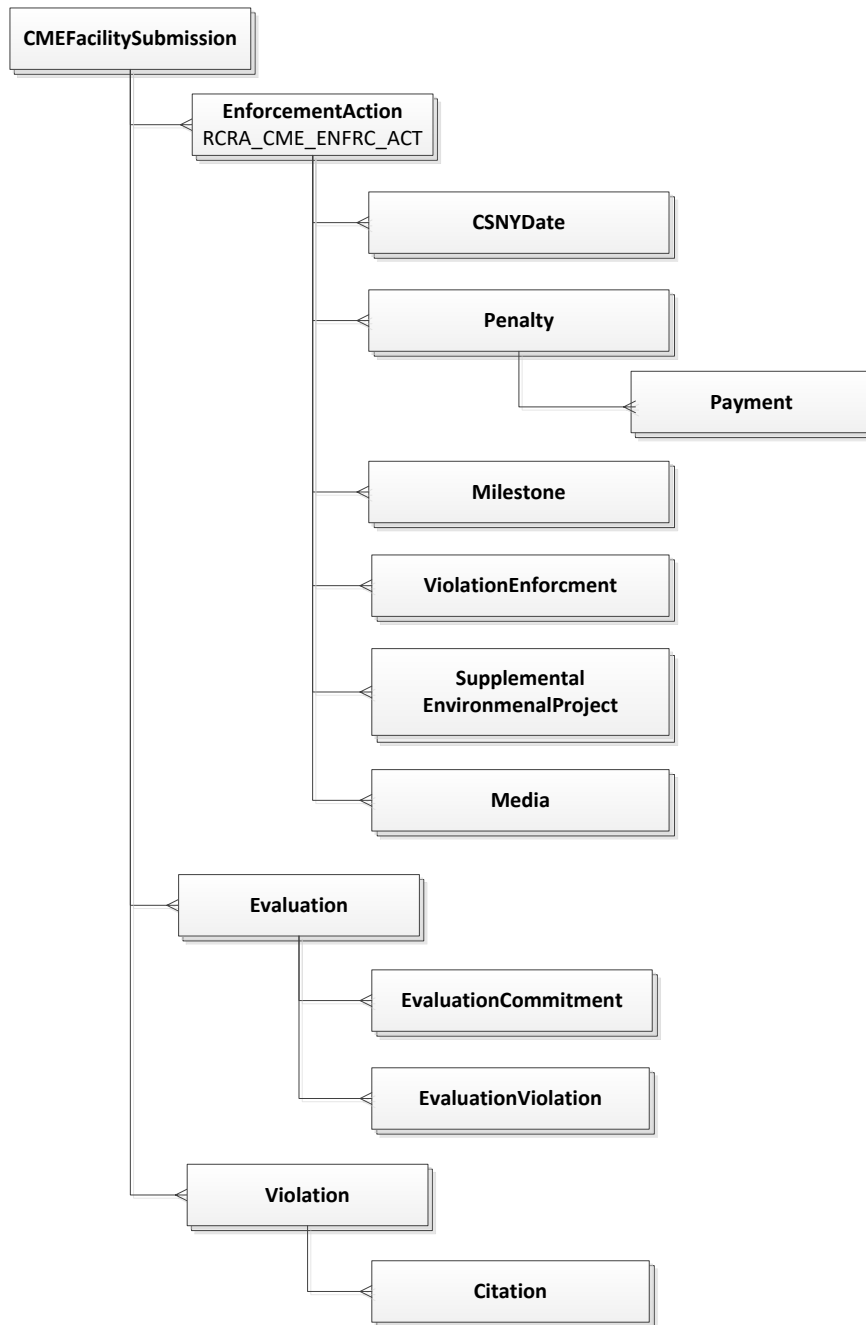 CMEFacilitySubmission
EnforcementAction
RCRA_CME_ENFRC_ACT
CSNYDate
Penalty
Payment
Milestone
ViolationEnforcment
Supplemental
EnvironmenalProject
Media
Evaluation
EvaluationCommitment
EvaluationViolation
Violation
Citation